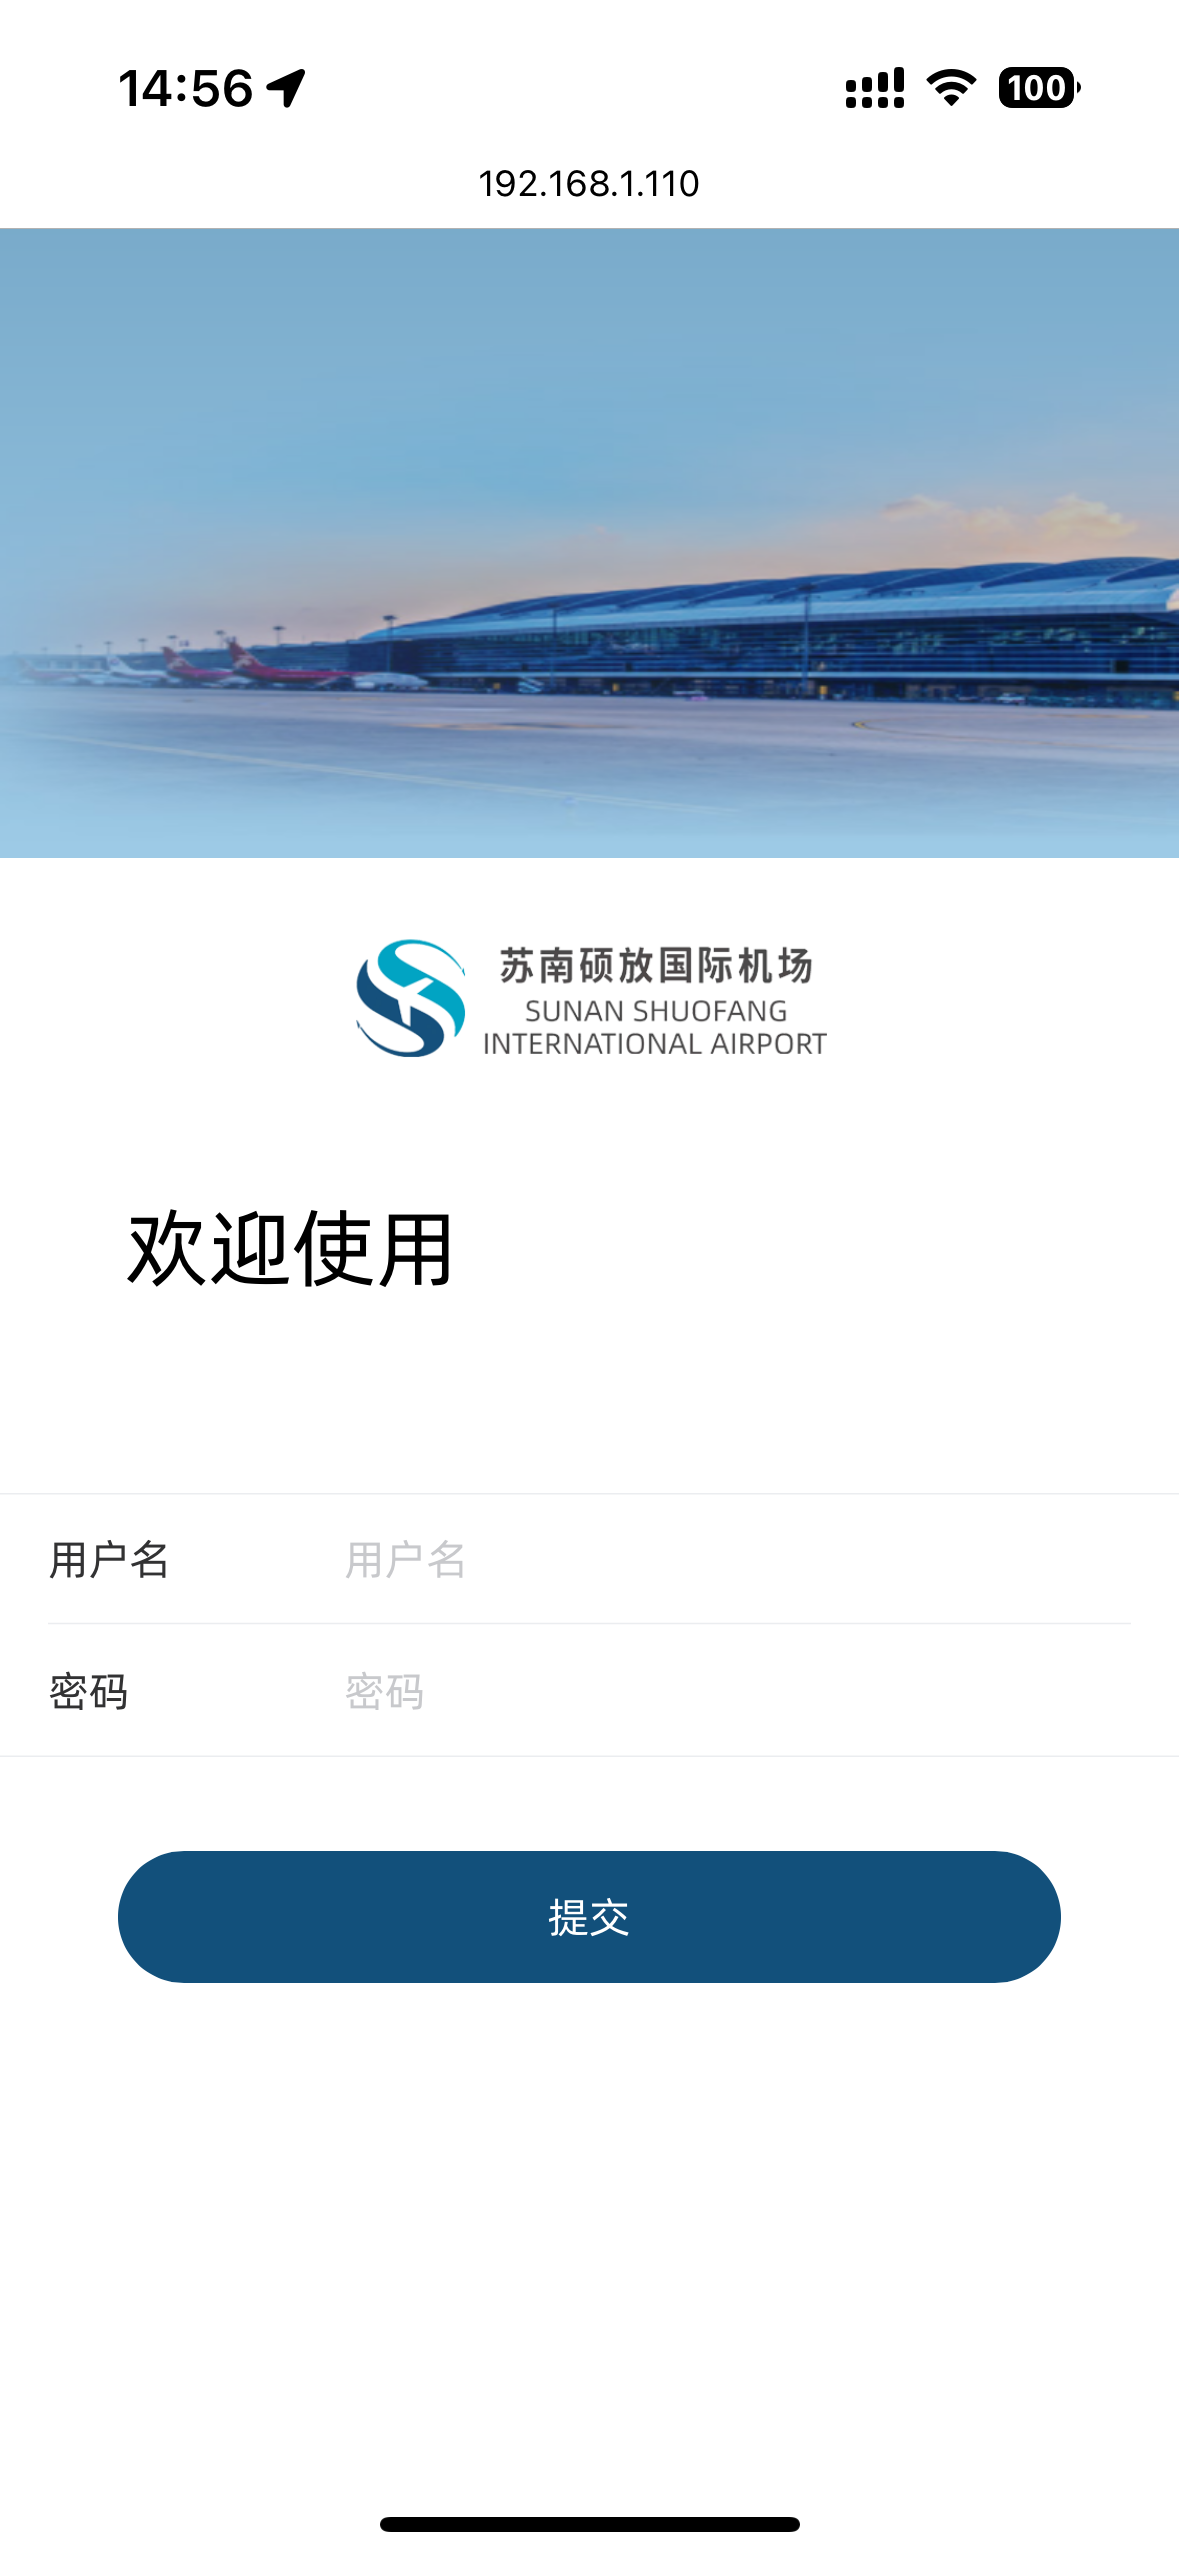 14:56
100
192.168.1.110
苏南硕放国际机场
SUNAN SHUOFANG
INTERNATIONAL AIRPORT
欢迎使用
用户名 用户名
密码 密码
提交